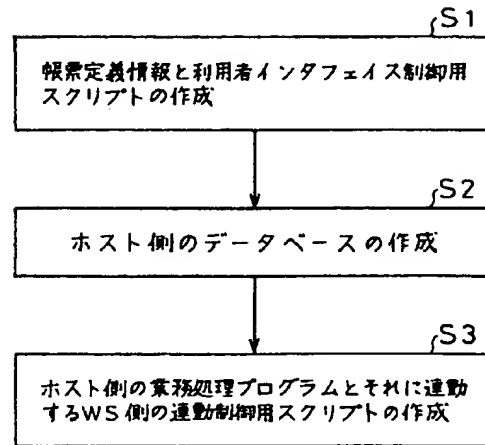 S1
帳票定義情報と利用者インタフェイス制御用
スクリプトの作成
S2
ホスト側のデータベースの作成
S3
ホスト側の業務処理プログラムとそれに連動
するWS側の連動制御用スクリプトの作成